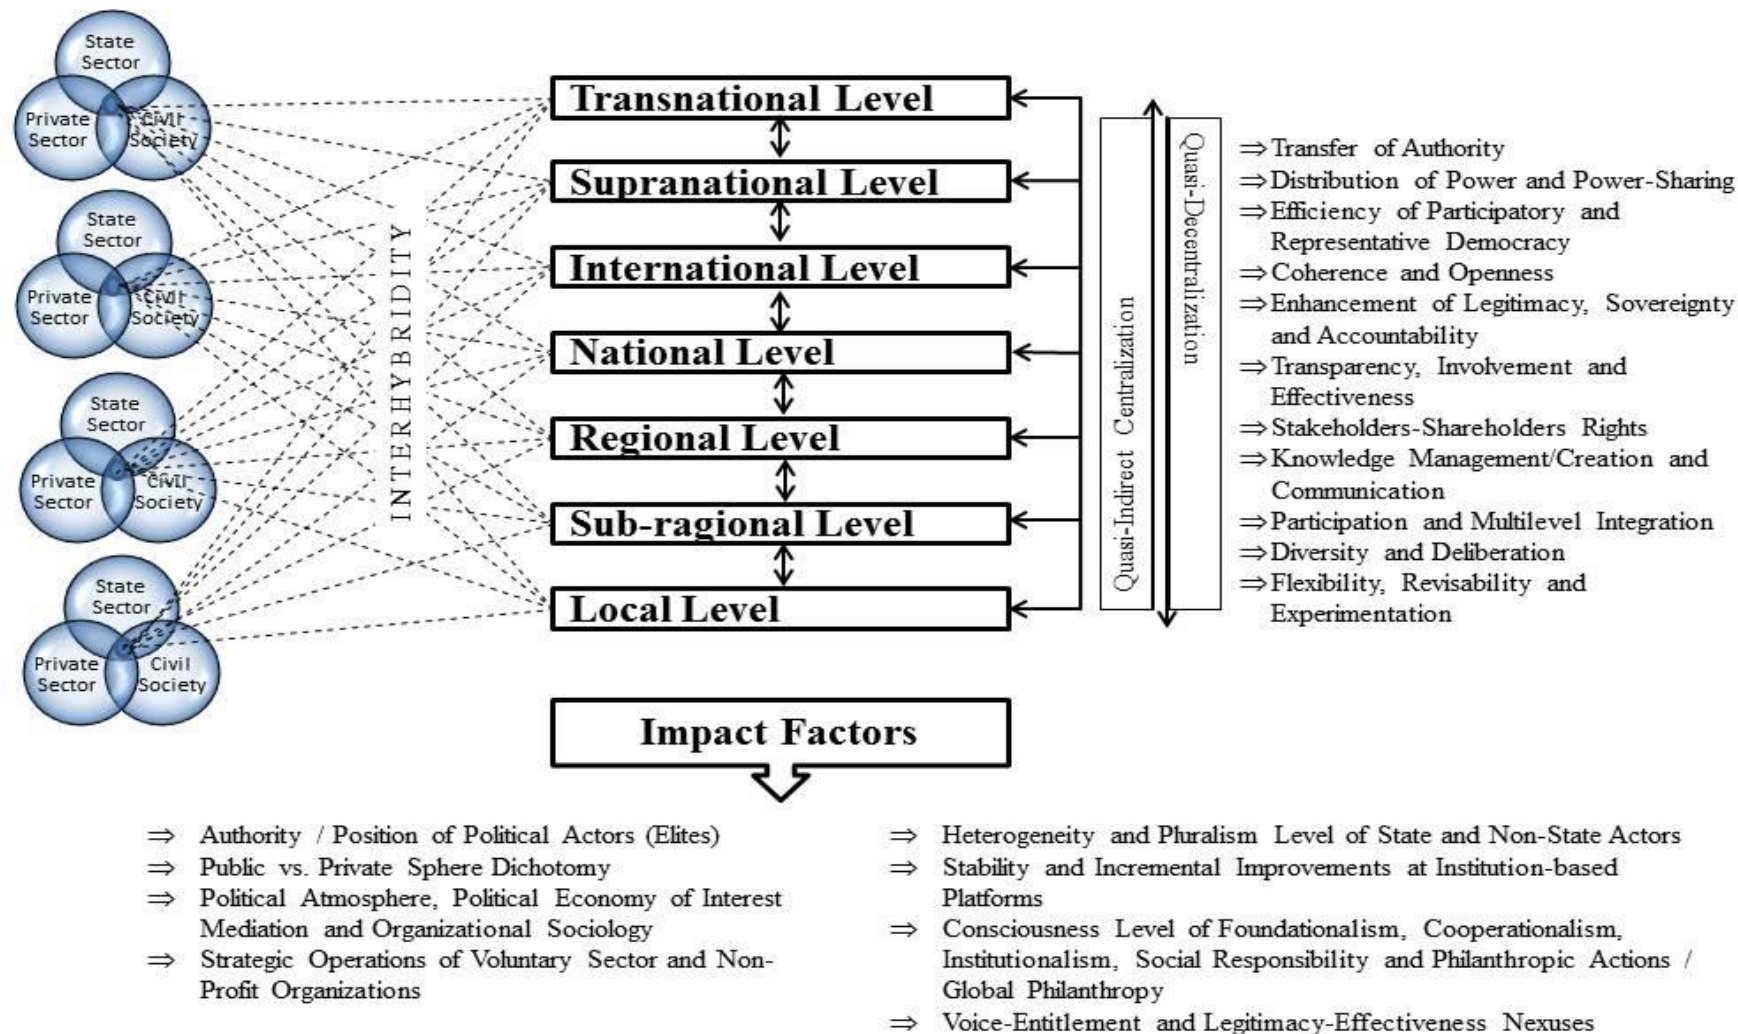 State
Sector
Private
Sector
Civil
Society
State
Sector
Private
Sector
Civil
Society
State
Sector
Private
Sector
Civil
Society
State
Sector
Private
Sector
Civil
Society
INTERHYBRIDITY
Transnational Level
Supranational Level
International Level
National Level
Regional Level
Sub-ragional Level
Local Level
Quasi-Indirect Centralization
Quasi-Decentralization
⇒Transfer of Authority
⇒Distribution of Power and Power-Sharing
⇒Efficiency of Participatory and
Representative Democracy
⇒Coherence and Openness
⇒Enhancement of Legitimacy, Sovereignty
and Accountability
⇒Transparency, Involvement and
Effectiveness
⇒Stakeholders-Shareholders Rights
⇒Knowledge Management/Creation and
Communication
⇒Participation and Multilevel Integration
⇒Diversity and Deliberation
⇒Flexibility, Revisability and
Experimentation
Impact Factors
⇒ Authority / Position of Political Actors (Elites)
⇒ Public vs. Private Sphere Dichotomy
⇒ Political Atmosphere, Political Economy of Interest
Mediation and Organizational Sociology
⇒ Strategic Operations of Voluntary Sector and Non-
Profit Organizations
⇒ Heterogeneity and Pluralism Level of State and Non-State Actors
⇒ Stability and Incremental Improvements at Institution-based
Platforms
⇒ Consciousness Level of Foundationalism, Cooperationalism,
Institutionalism, Social Responsibility and Philanthropic Actions /
Global Philanthropy
⇒ Voice-Entitlement and Legitimacy-Effectiveness Nexuses